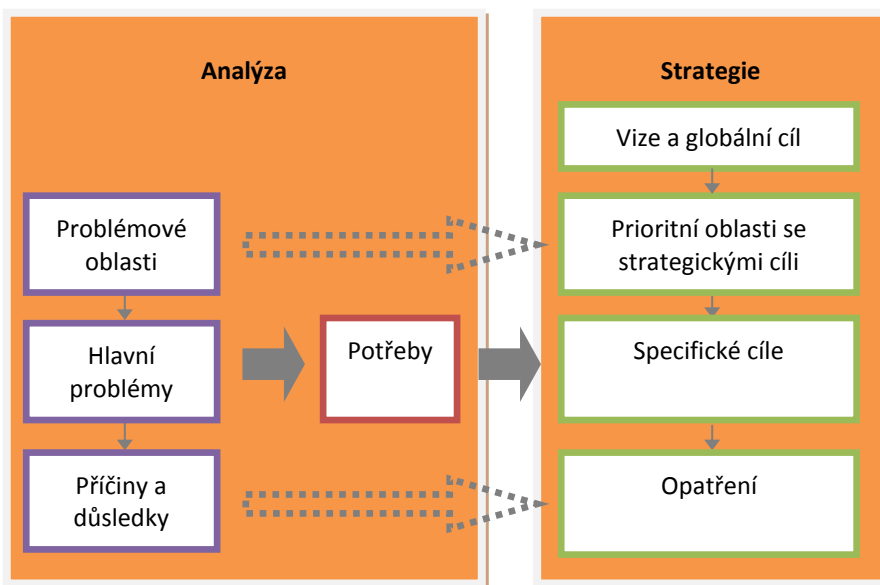 Analýza
Problémové
oblasti
Hlavní
problémy
Příčiny a
důsledky
Potřeby
Strategie
Vize a globální cíl
Prioritní oblasti se
strategickými cíli
Specifické cíle
Opatření